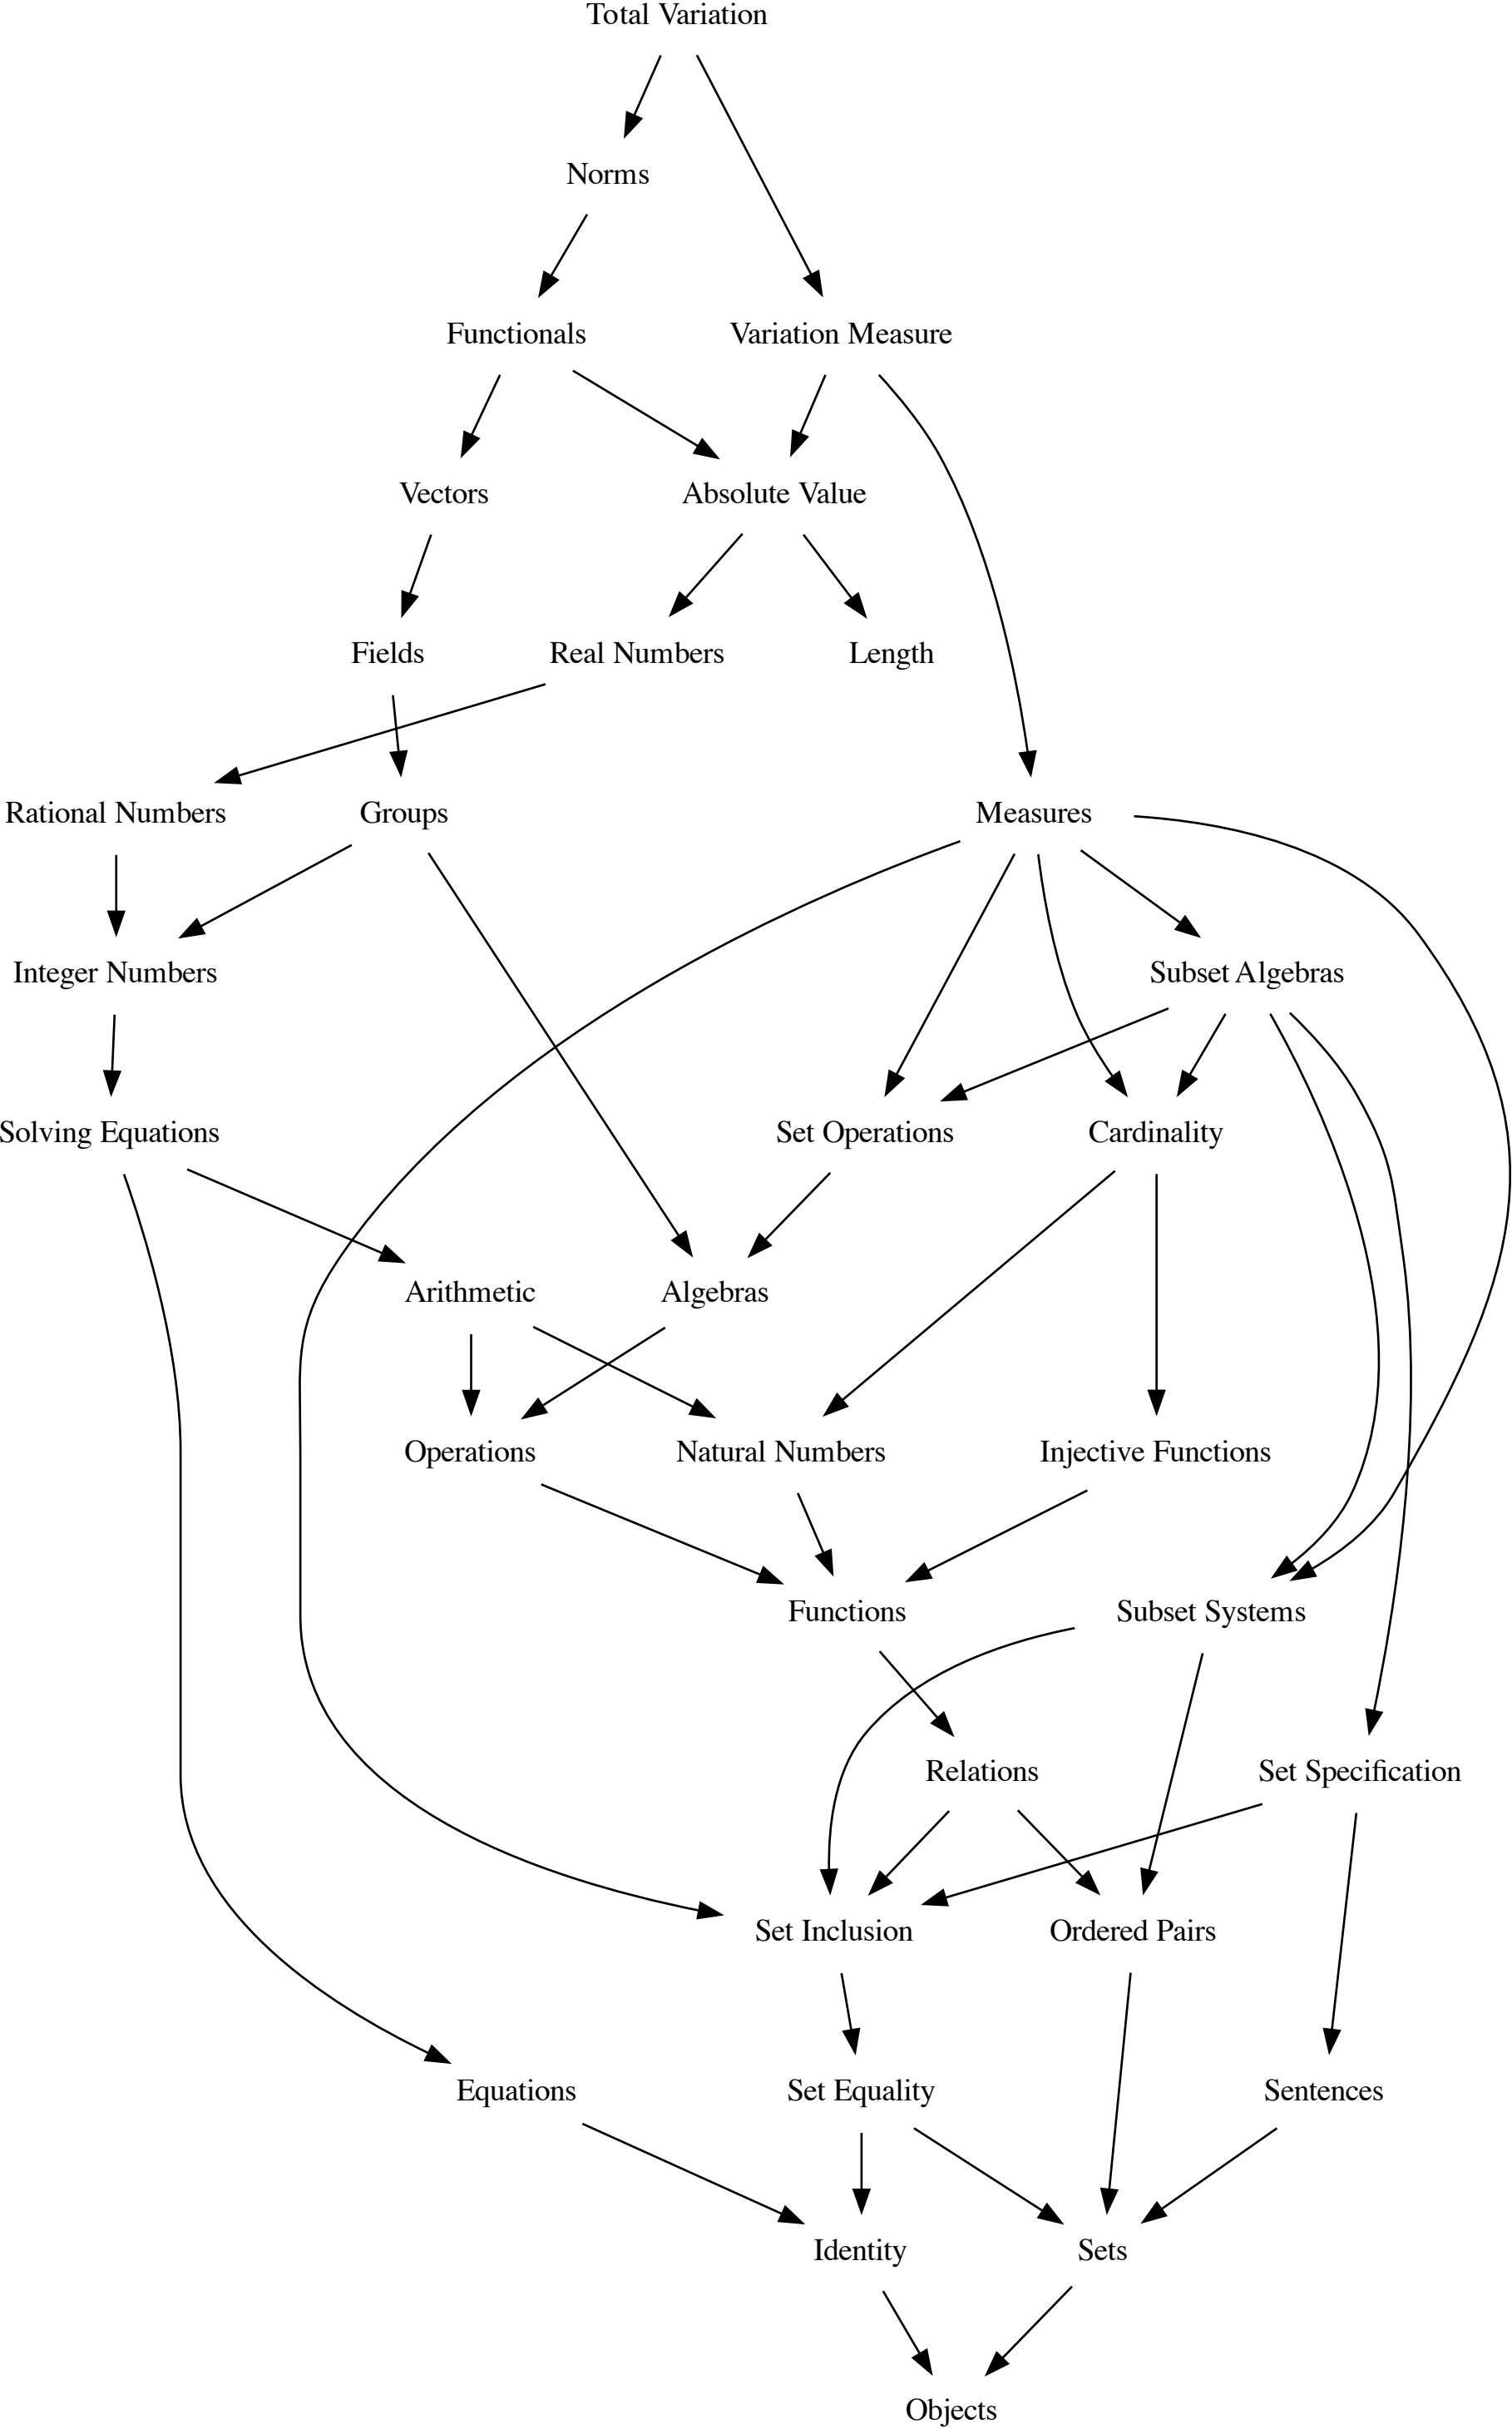 Total Variation
Norms
Functionals
Variation Measure
Vectors
Absolute Value
Fields
Real Numbers
Length
Rational Numbers
Groups
Measures
Integer Numbers
Subset Algebras
Solving Equations
Set Operations
Cardinality
Arithmetic
Algebras
Operations
Natural Numbers
Injective Functions
Functions
Subset Systems
Relations
Set Specification
Set Inclusion
Ordered Pairs
Equations
Set Equality
Sentences
Identity
Sets
Objects